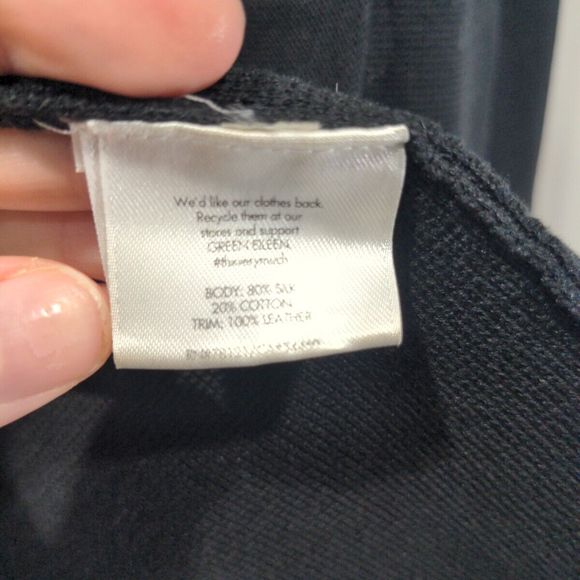 We'd like our clothes back.
Recycle them at our
stores and support
GREEN EILEEN.
#thxverymuch
BODY: 80% SILK
20% COTTON
TRIM: 100% LEATHER